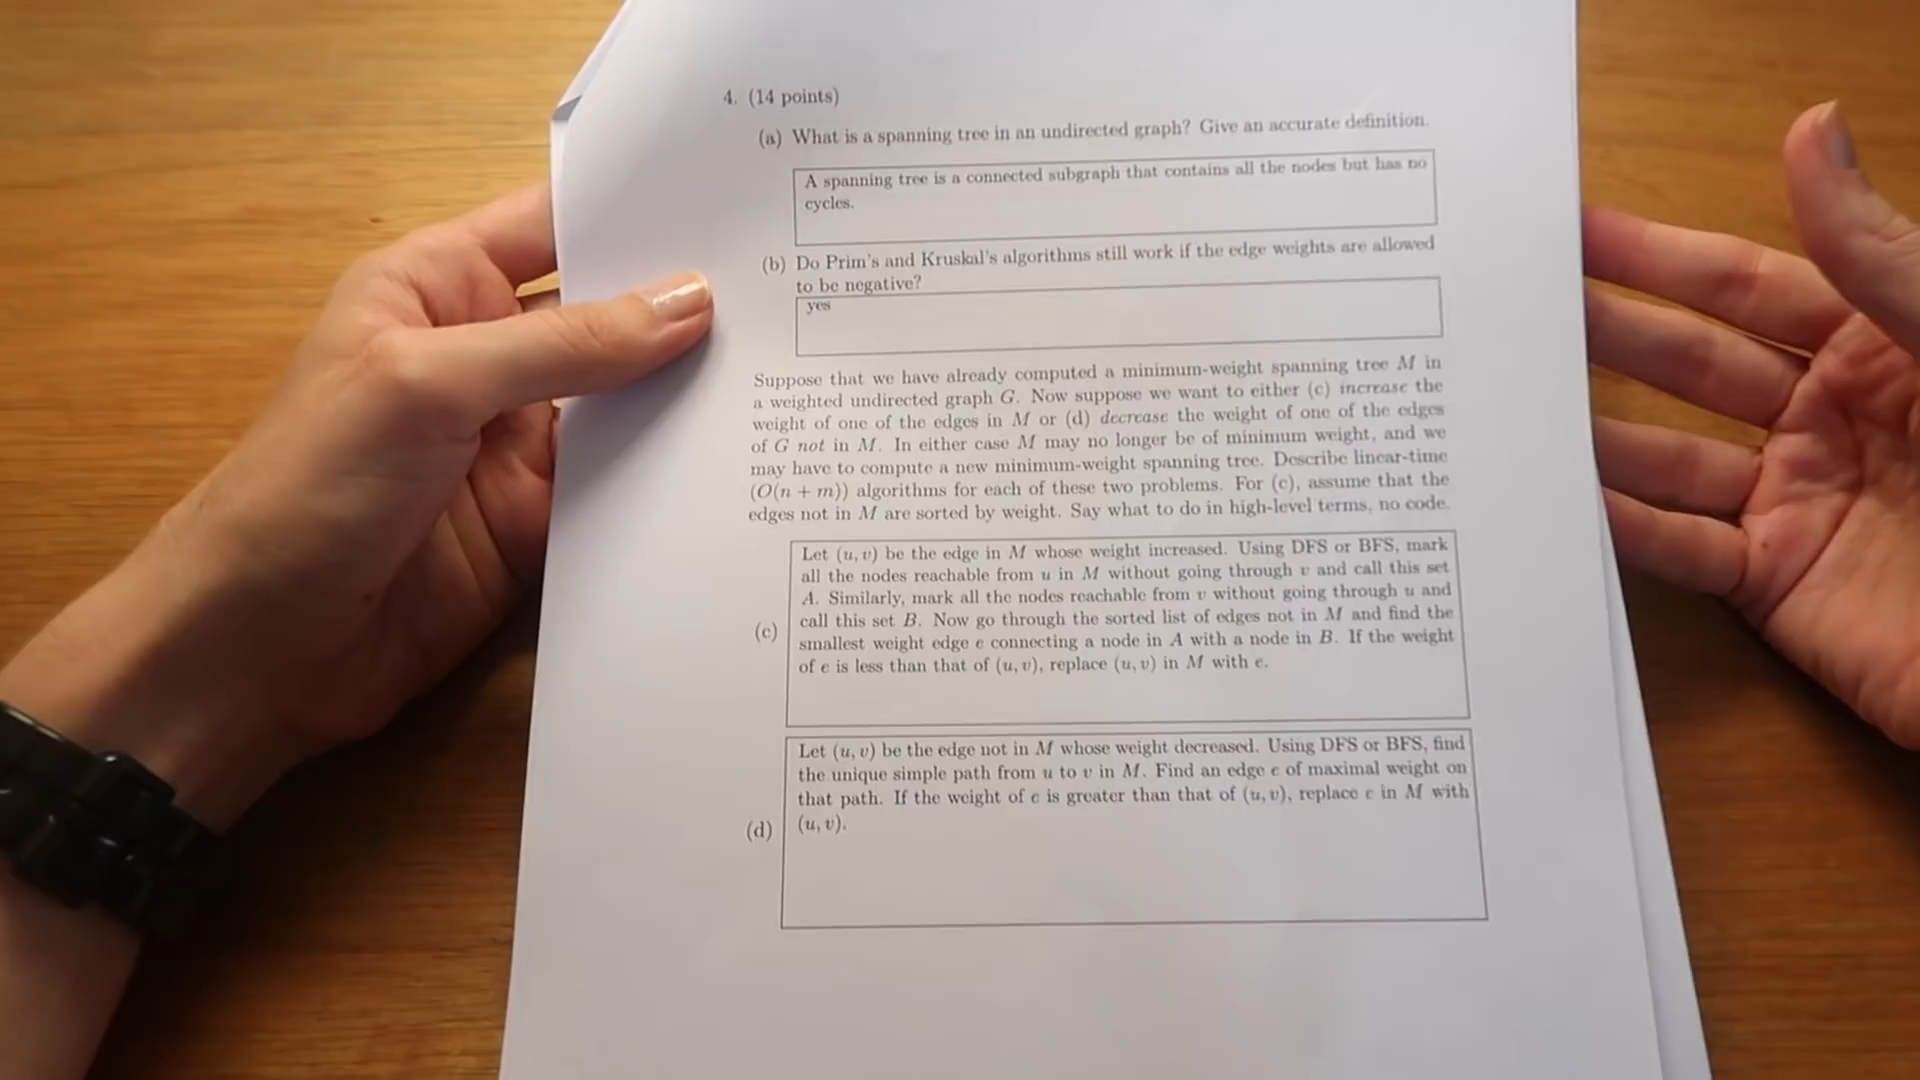 4. (14 points)
(a) What is a spanning tree in an undirected graph? Give an accurate definition.
A spanning tree is a connected subgraph that contains all the nodes but has no
cycles.
(b) Do Prim's and Kruskal's algorithms still work if the edge weights are allowed
to be negative?
yes
Suppose that we have already computed a minimum-weight spanning tree M in
a weighted undirected graph G. Now suppose we want to either (c) increase the
weight of one of the edges in M or (d) decrease the weight of one of the edges
of G not in M. In either case M may no longer be of minimum weight, and we
may have to compute a new minimum-weight spanning tree. Describe linear-time
(O(n + m)) algorithms for each of these two problems. For (c), assume that the
edges not in M are sorted by weight. Say what to do in high-level terms, no code.
Let (u, v) be the edge in M whose weight increased. Using DFS or BFS, mark
all the nodes reachable from u in M without going through v and call this set
A. Similarly, mark all the nodes reachable from v without going through u and
call this set B. Now go through the sorted list of edges not in M and find the
(c) smallest weight edge e connecting a node in A with a node in B. If the weight
of e is less than that of (u, v), replace (u, v) in M with e.
Let (u, v) be the edge not in M whose weight decreased. Using DFS or BFS, find
the unique simple path from u to v in M. Find an edge e of maximal weight on
that path. If the weight of e is greater than that of (u, v), replace e in M with
(d) (u, v).